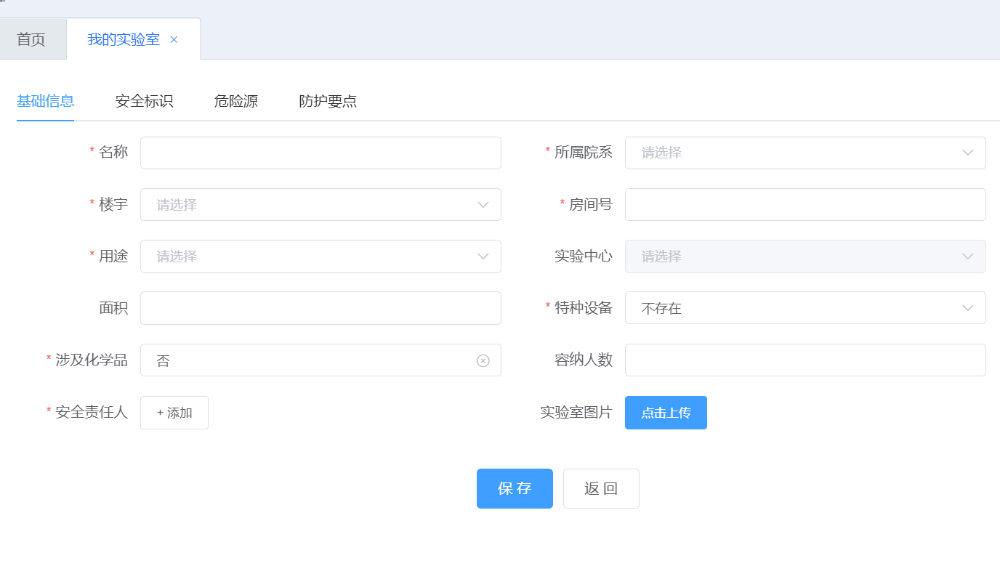 首页 我的实验室 ×
基础信息 安全标识 危险源 防护要点
* 名称 * 所属院系 请选择
* 楼宇 请选择 * 房间号
* 用途 请选择 实验中心 请选择
面积 * 特种设备 不存在
* 涉及化学品 否 容纳人数
* 安全责任人 + 添加 实验室图片 点击上传
保存 返回